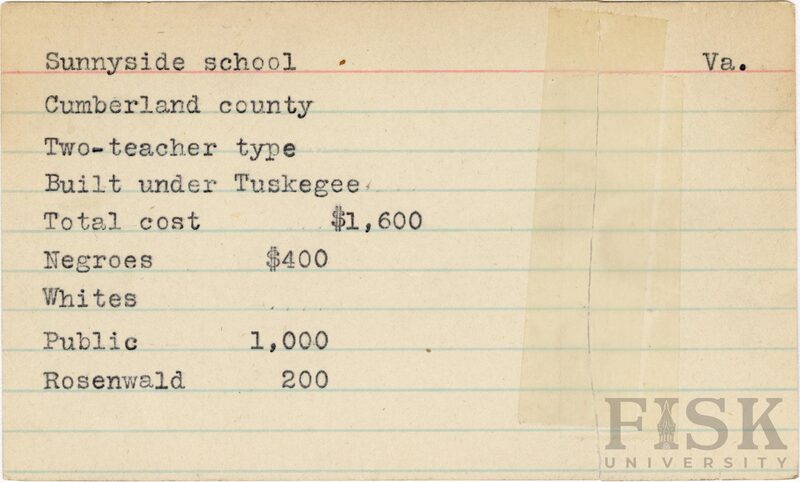 Sunnyside school Va.
Cumberland county
Two-teacher type
Built under Tuskegee
Total cost $1,600
Negroes $400
Whites
Public 1,000
Rosenwald 200
FISK
UNIVERSITY